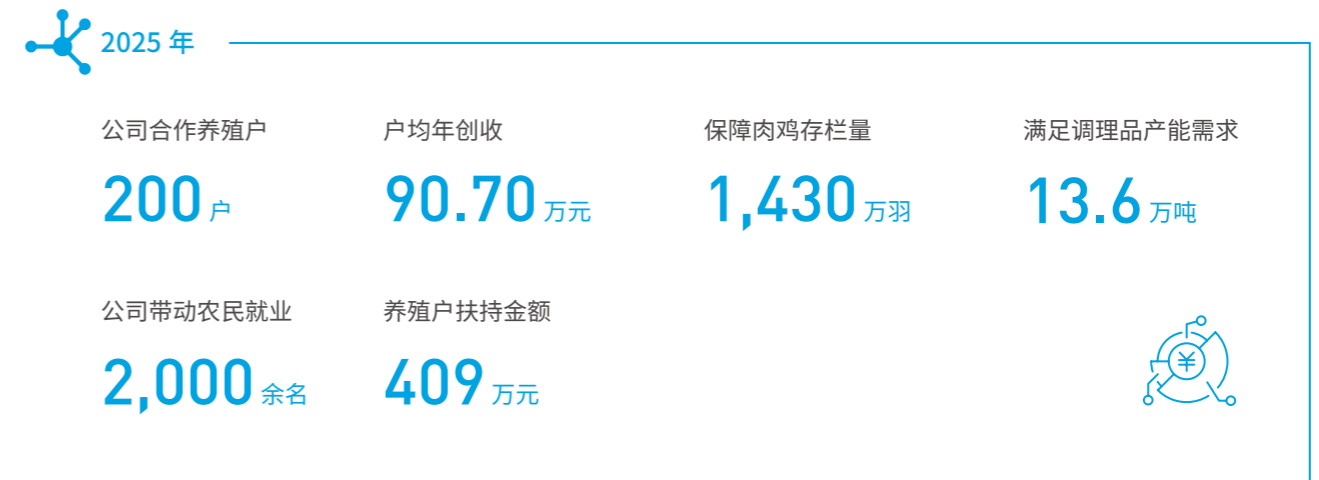 2025 年
公司合作养殖户
200 户
户均年创收
90.70 万元
保障肉鸡存栏量
1,430 万羽
满足调理品产能需求
13.6 万吨
公司带动农民就业
2,000 余名
养殖户扶持金额
409 万元
¥